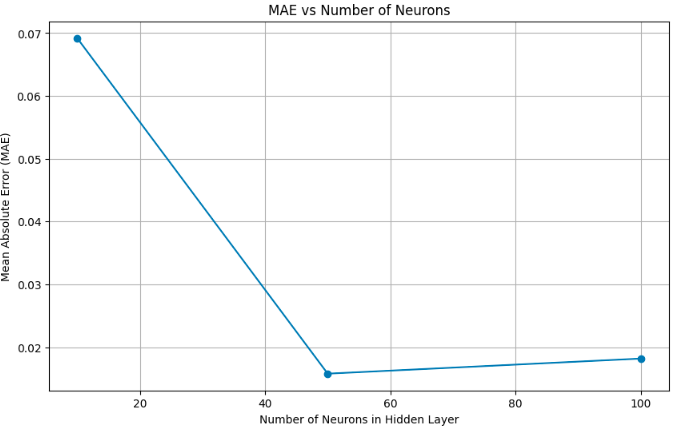 MAE vs Number of Neurons
Mean Absolute Error (MAE)
0.07
0.06
0.05
0.04
0.03
0.02
20 40 60 80 100
Number of Neurons in Hidden Layer